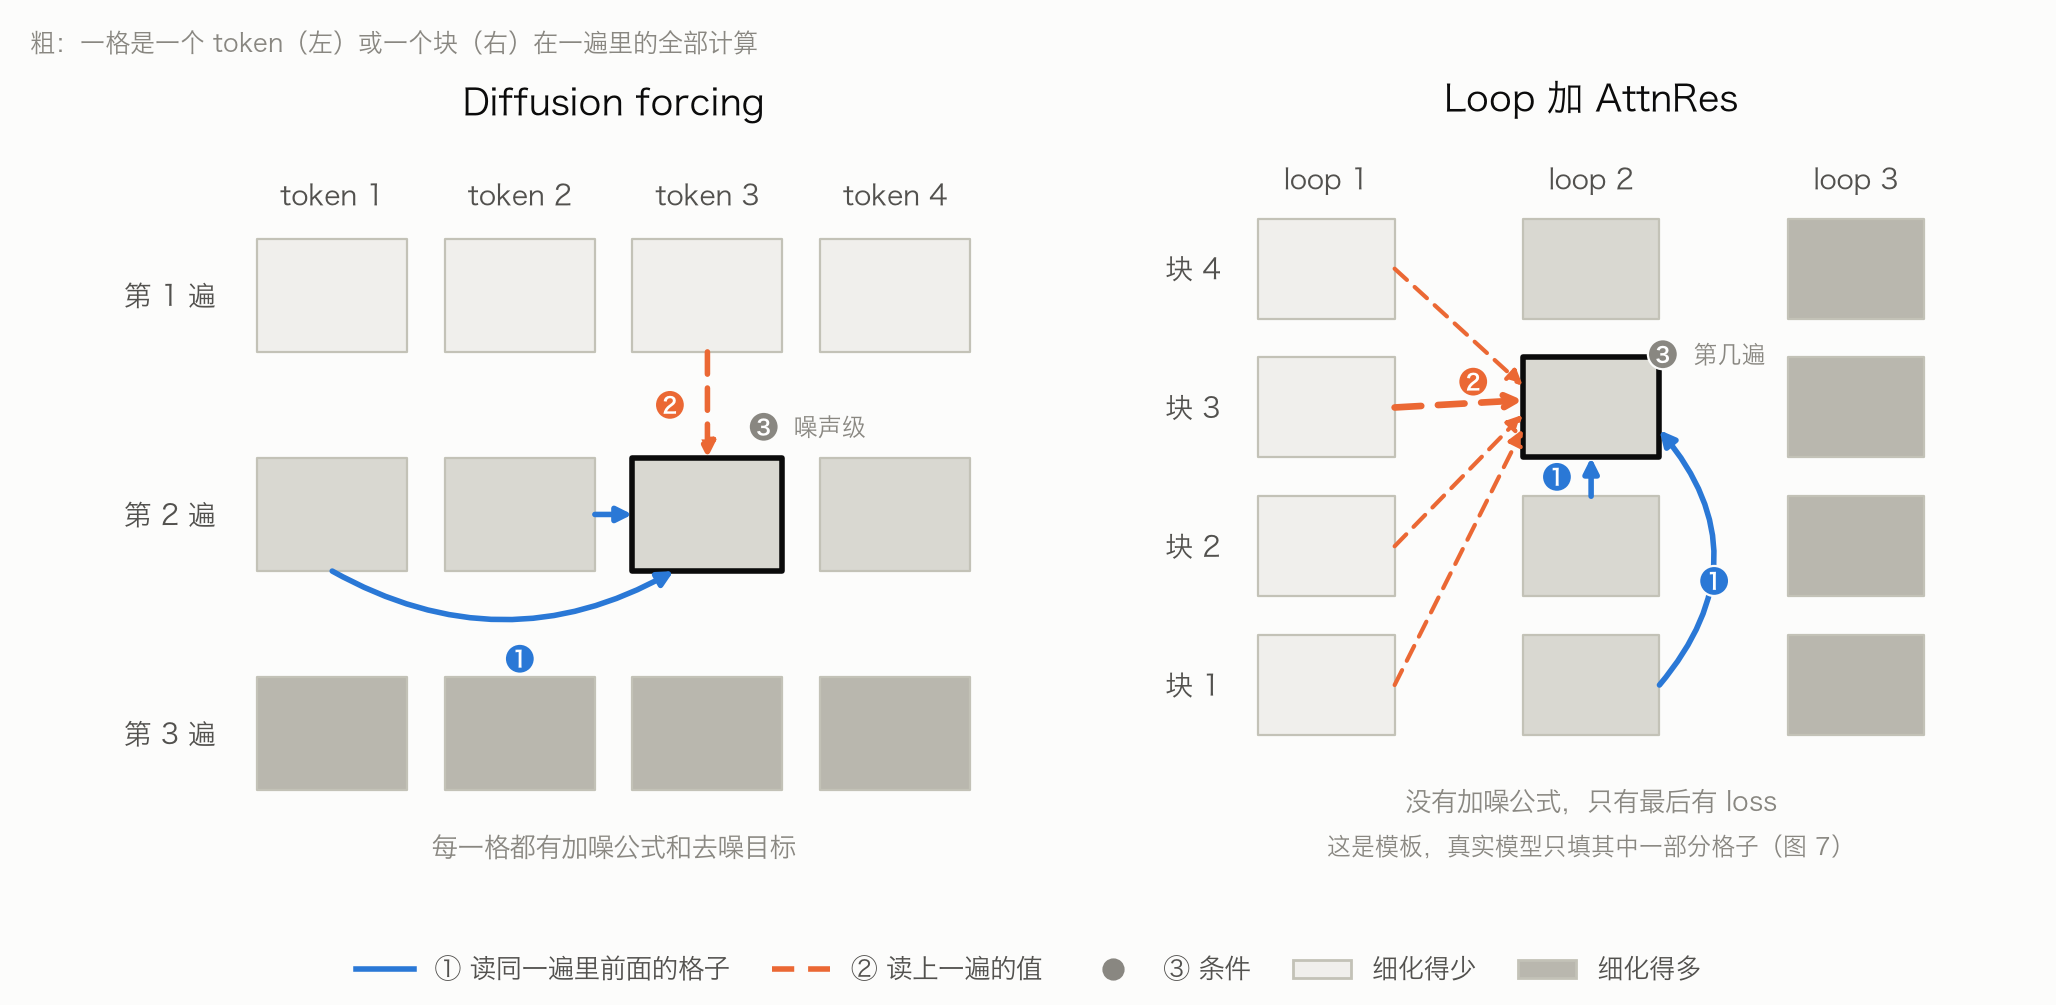 粗：一格是一个 token（左）或一个块（右）在一遍里的全部计算
Diffusion forcing
token 1
token 2
token 3
token 4
第 1 遍
2
3 噪声级
第 2 遍
1
第 3 遍
每一格都有加噪公式和去噪目标
Loop 加 AttnRes
loop 1
loop 2
loop 3
块 4
3 第几遍
2
块 3
1
块 2
1
块 1
没有加噪公式，只有最后有 loss
这是模板，真实模型只填其中一部分格子（图 7）
① 读同一遍里前面的格子
② 读上一遍的值
③ 条件
细化得少
细化得多